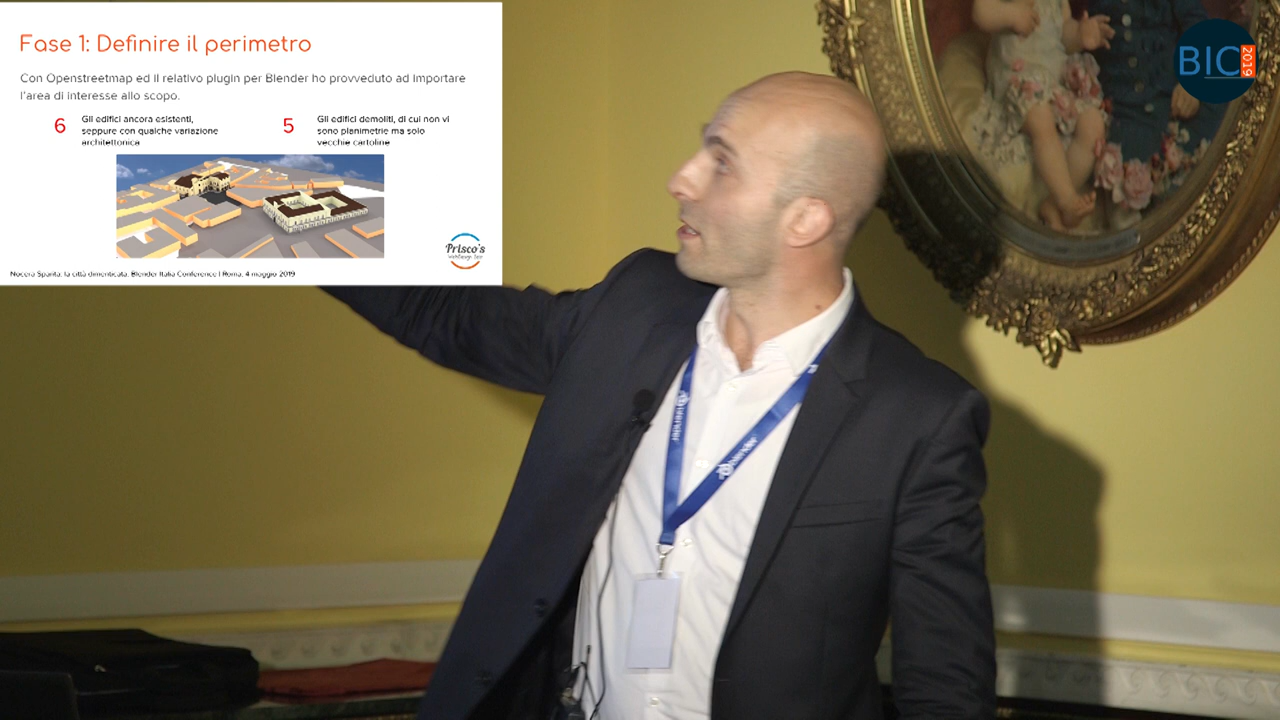 Fase 1: Definire il perimetro
Con Openstreetmap ed il relativo plugin per Blender ho provveduto ad importare
l'area di interesse allo scopo.
6
Gli edifici ancora esistenti,
seppure con qualche variazione
architettonica
5
Gli edifici demoliti, di cui non vi
sono planimetrie ma solo
vecchie cartoline
Prisco's
Nocera Sparita: la città dimenticata. Blender Italia Conference | Roma, 4 maggio 2019
BIC
2019
blender
blender